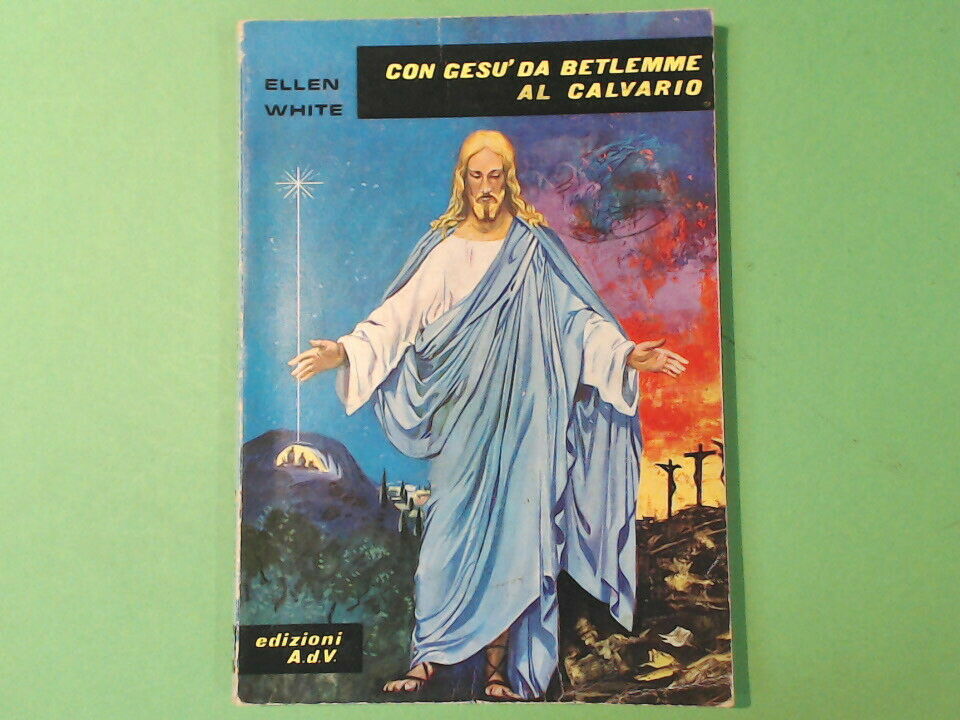 ELLEN
WHITE
CON GESU' DA BETLEMME
AL CALVARIO
edizioni
A.d.V.